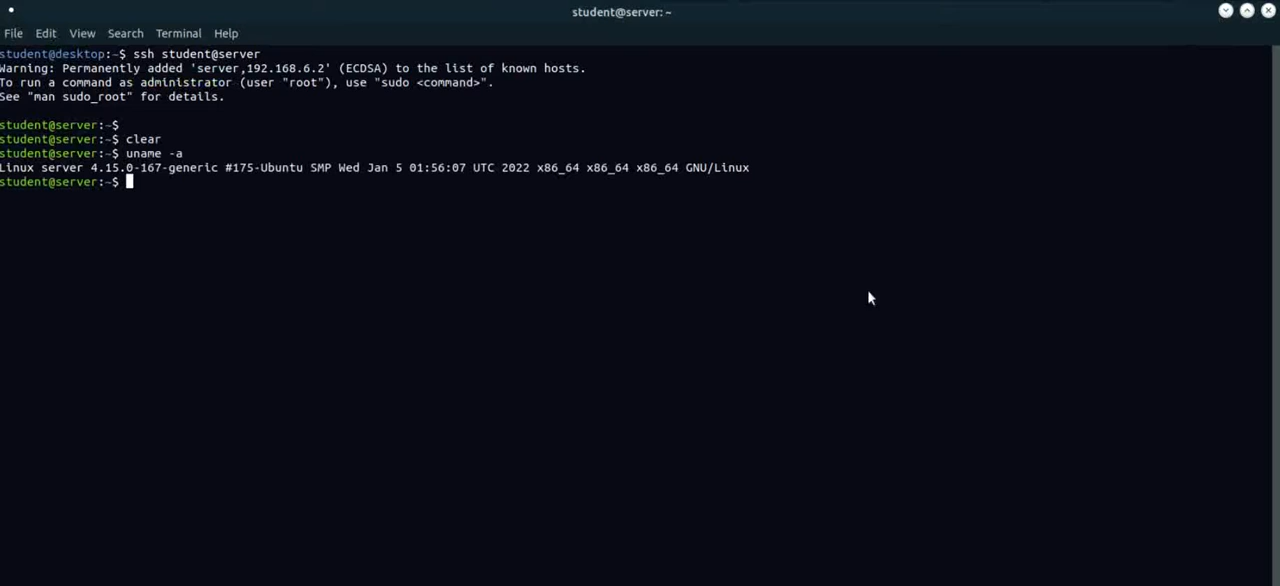 student@server: ~
File Edit View Search Terminal Help
student@desktop:~$ ssh student@server
Warning: Permanently added 'server,192.168.6.2' (ECDSA) to the list of known hosts.
To run a command as administrator (user "root"), use "sudo <command>".
See "man sudo_root" for details.
student@server:~$
student@server:~$ clear
student@server:~$ uname -a
Linux server 4.15.0-167-generic #175-Ubuntu SMP Wed Jan 5 01:56:07 UTC 2022 x86_64 x86_64 x86_64 GNU/Linux
student@server:~$